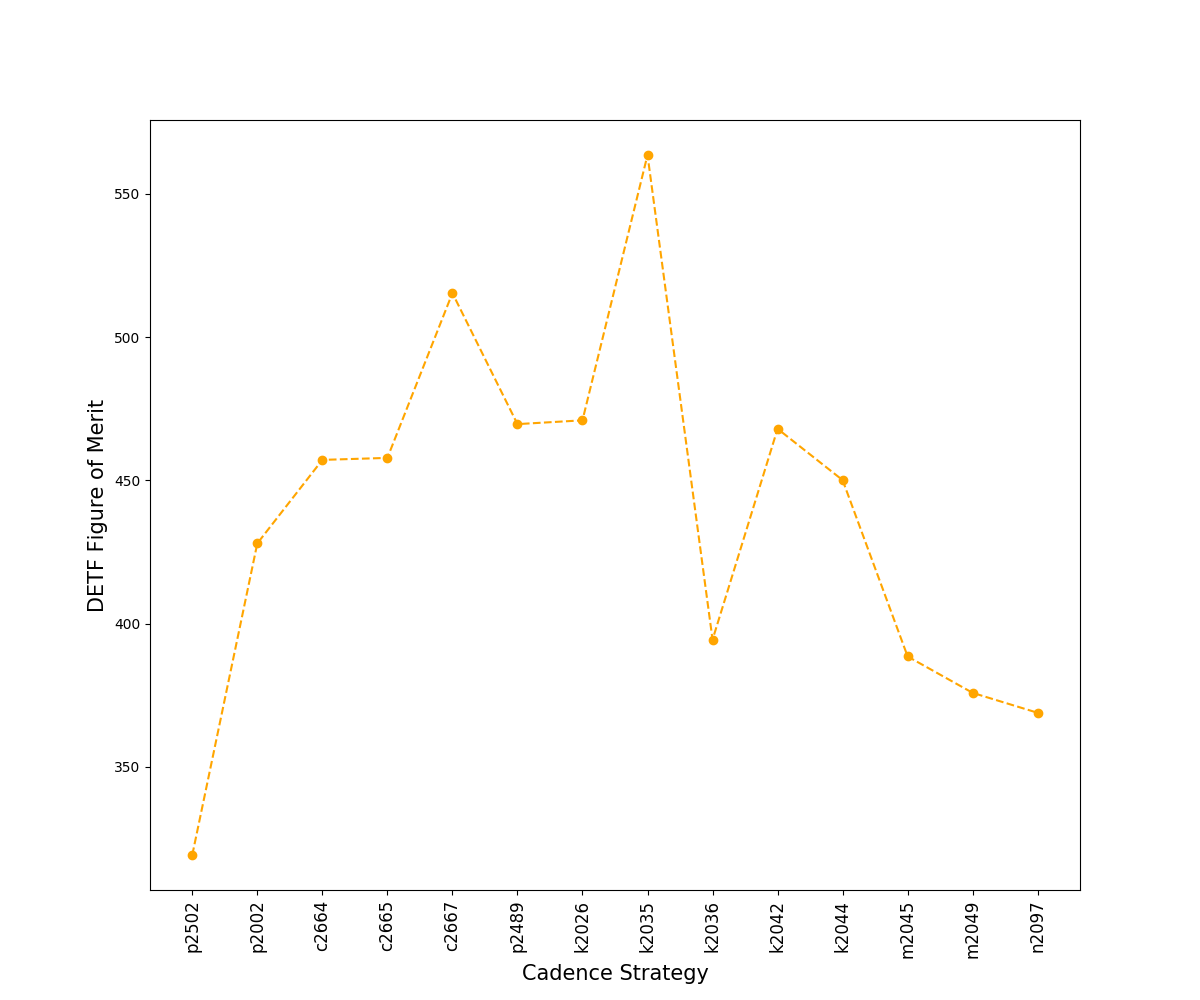 550
500
450
400
350
DETF Figure of Merit
p2502
p2002
c2664
c2665
c2667
p2489
k2026
k2035
k2036
k2042
k2044
m2045
m2049
n2097
Cadence Strategy